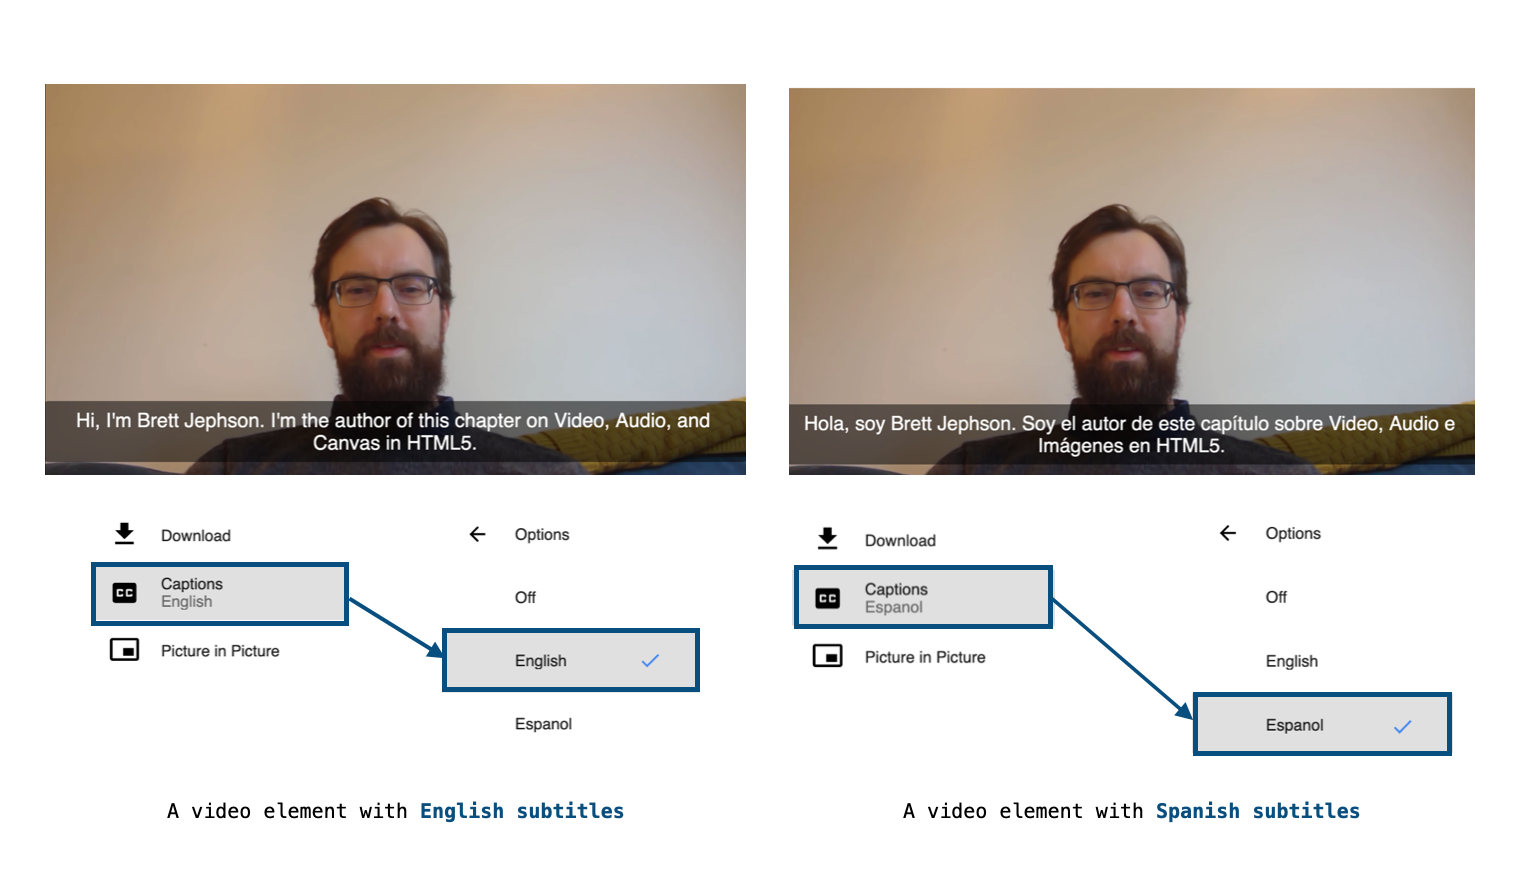 Hi, I'm Brett Jephson. I'm the author of this chapter on Video, Audio, and
Canvas in HTML5.
Download
CC
Captions
English
Picture in Picture
Options
Off
English
Espanol
A video element with English subtitles
Hola, soy Brett Jephson. Soy el autor de este capítulo sobre Video, Audio e
Imágenes en HTML5.
Download
CC
Captions
Espanol
Picture in Picture
Options
Off
English
Espanol
A video element with Spanish subtitles